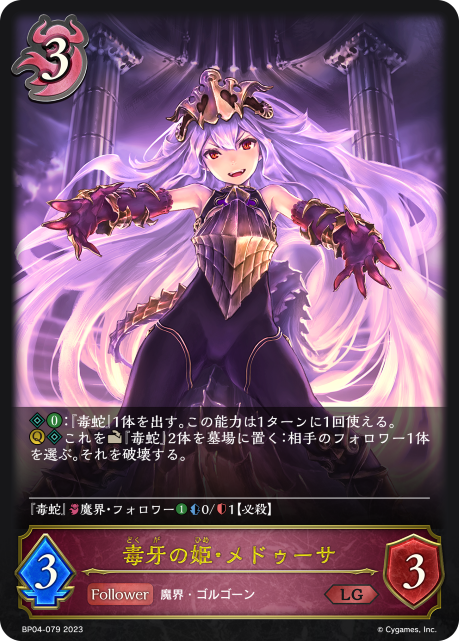 3
0：『毒蛇』1体を出す。この能力は1ターンに1回使える。
Q これを 『毒蛇』2体を墓場に置く：相手のフォロワー1体
を選ぶ。それを破壊する。
『毒蛇』 魔界・フォロワー 1 0/ 1【必殺】
どくが ひめ
毒牙の姫・メドゥーサ
3 3
Follower 魔界・ゴルゴーン LG
BP04-079 2023 © Cygames, Inc.